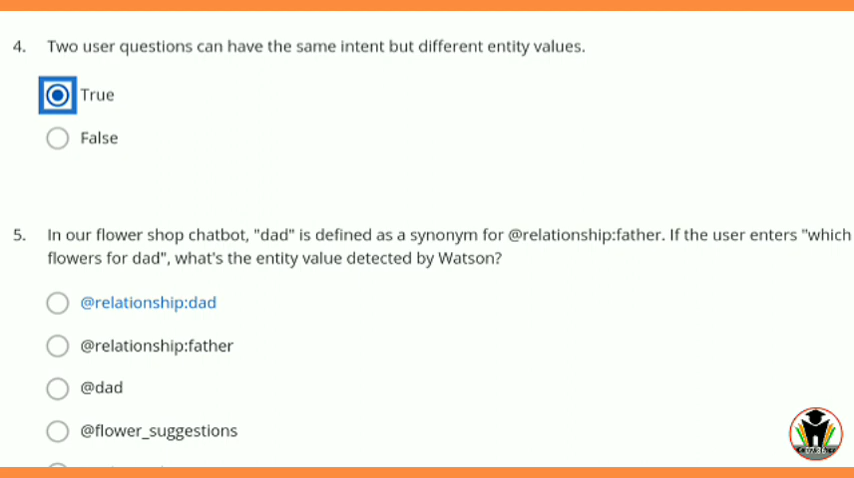 4. Two user questions can have the same intent but different entity values.
True
False
5. In our flower shop chatbot, "dad" is defined as a synonym for @relationship:father. If the user enters "which
flowers for dad", what's the entity value detected by Watson?
@relationship:dad
@relationship:father
@dad
@flower_suggestions